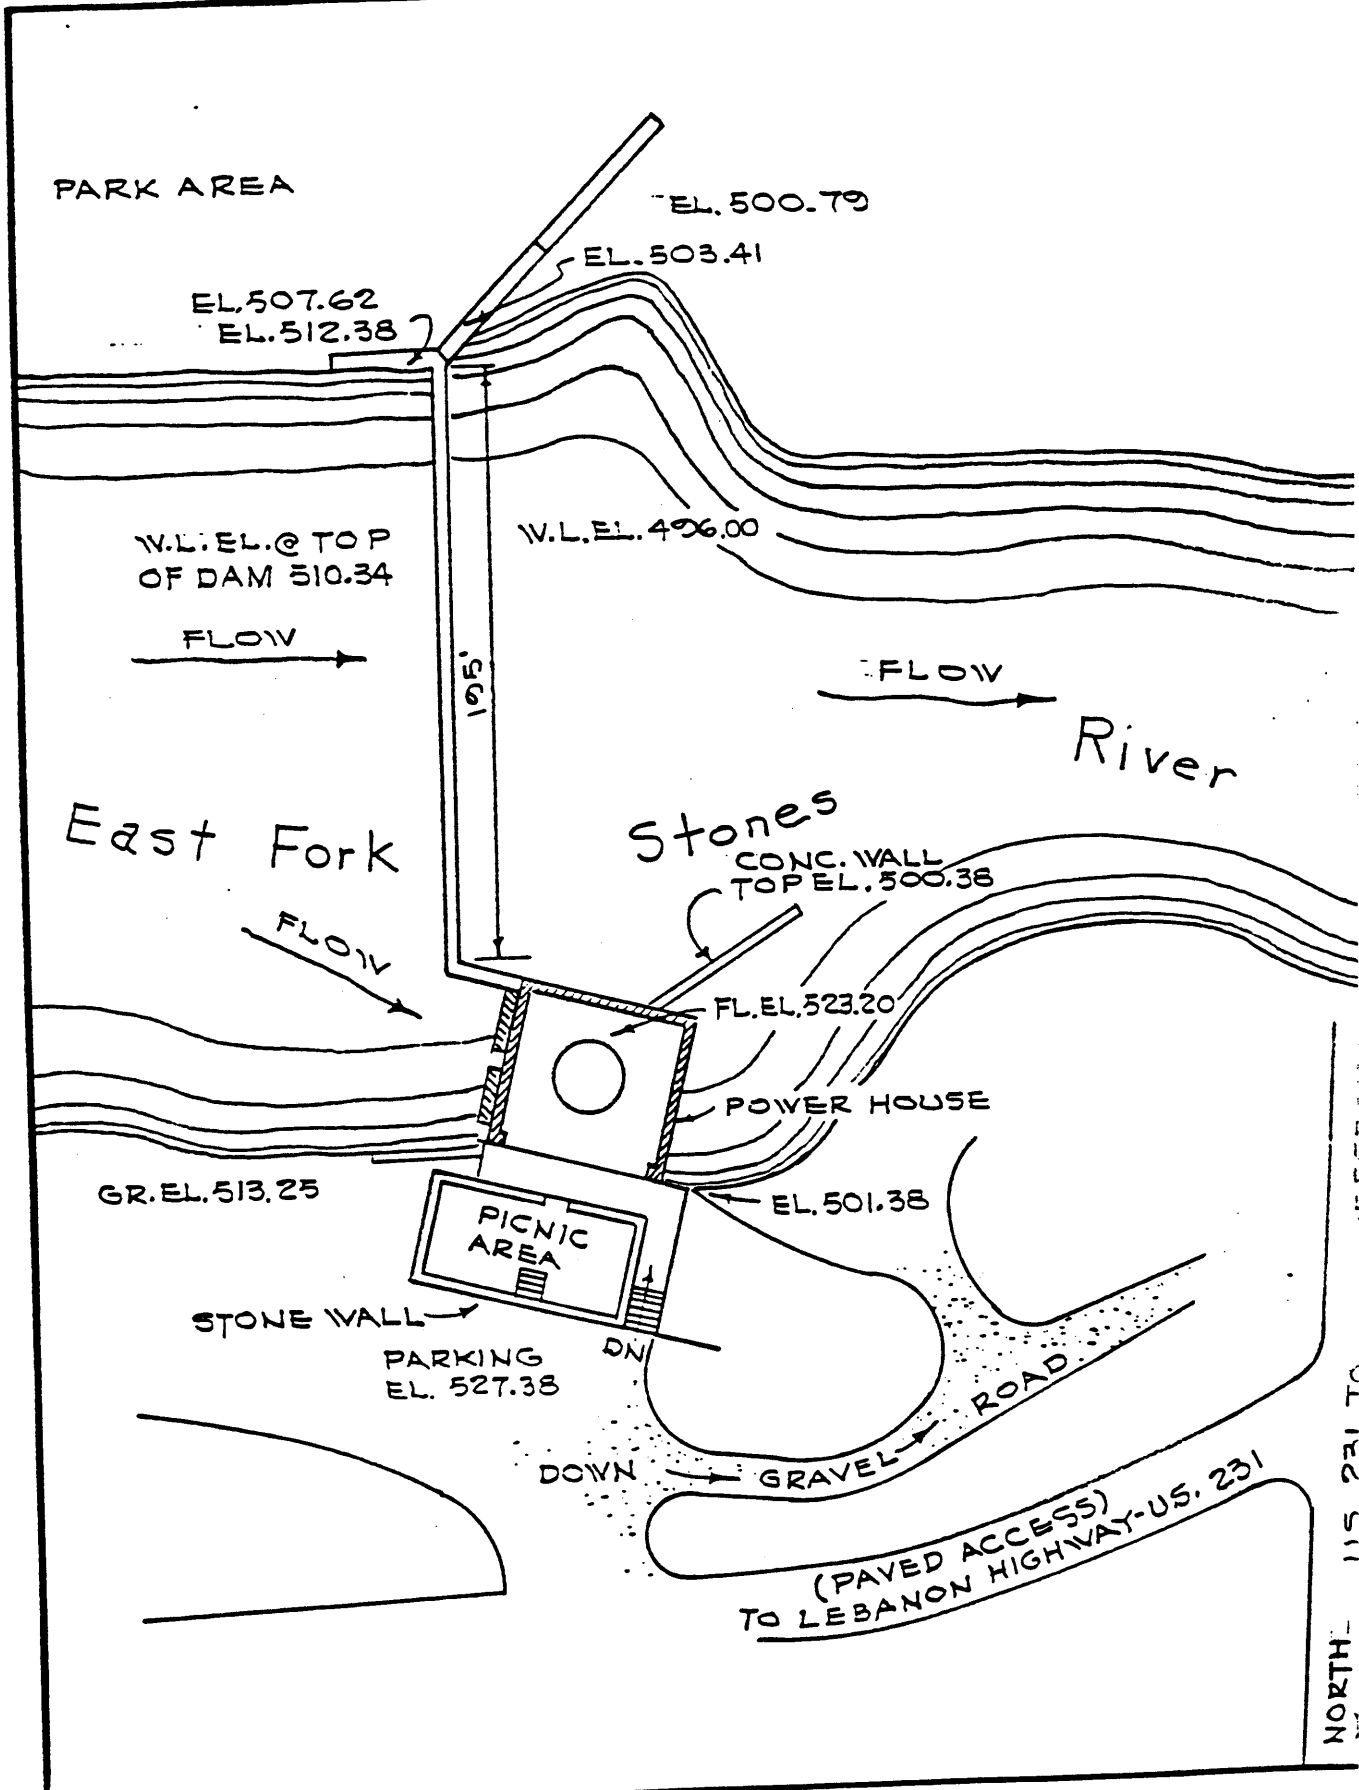 PARK AREA
EL. 500.79
EL. 503.41
EL. 507.62
EL. 512.38
W.L. EL. @ TOP
OF DAM 510.34
W.L. EL. 496.00
FLOW
195'
FLOW
River
East Fork
Stones
CONC. WALL
TOP EL. 500.38
FLOW
FL. EL. 523.20
POWER HOUSE
GR. EL. 513.25
EL. 501.38
PICNIC
AREA
STONE WALL
DN
PARKING
EL. 527.38
ROAD
DOWN
GRAVEL
(PAVED ACCESS)
TO LEBANON HIGHWAY-US. 231
NORTH 231 TO